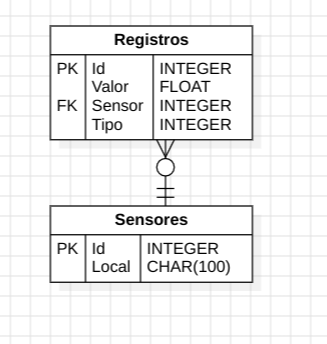 Registros
PK Id INTEGER
Valor FLOAT
FK Sensor INTEGER
Tipo INTEGER
Sensores
PK Id INTEGER
Local CHAR(100)